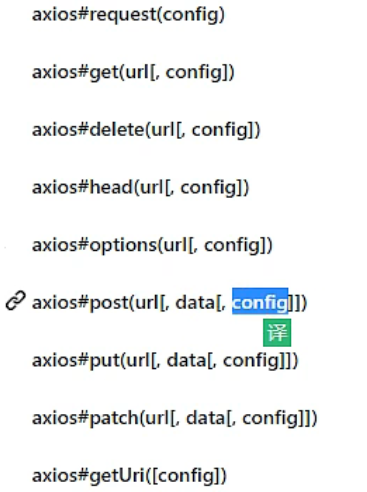 axios#request(config)
axios#get(url[, config])
axios#delete(url[, config])
axios#head(url[, config])
axios#options(url[, config])
axios#post(url[, data[, config]])
译
axios#put(url[, data[, config]])
axios#patch(url[, data[, config]])
axios#getUri([config])